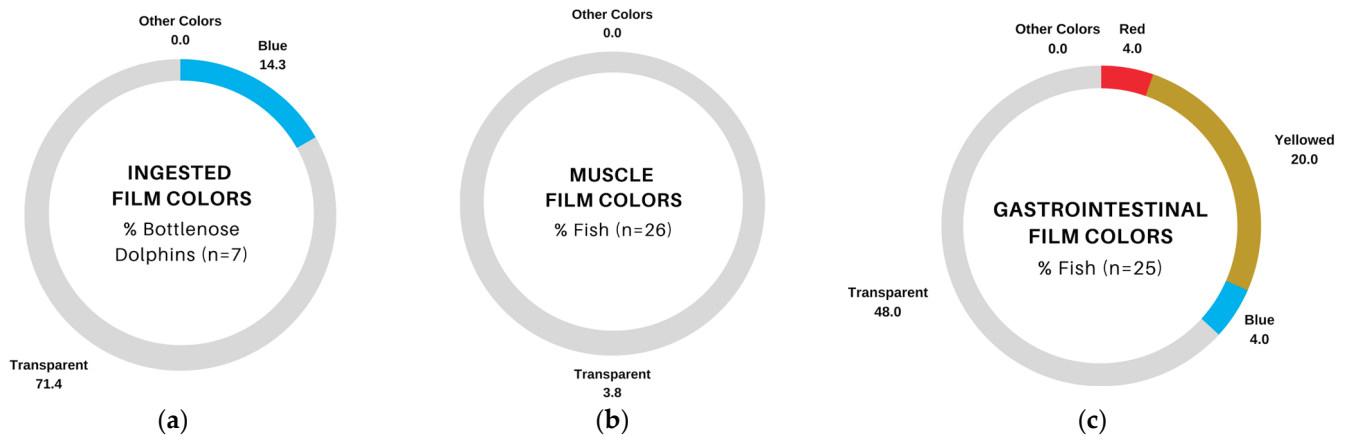 Other Colors
0.0
Blue
14.3
INGESTED
FILM COLORS
% Bottlenose
Dolphins (n=7)
Transparent
71.4
(a)
Other Colors
0.0
MUSCLE
FILM COLORS
% Fish (n=26)
Transparent
3.8
(b)
Other Colors
0.0
Red
4.0
Yellowed
20.0
GASTROINTESTINAL
FILM COLORS
% Fish (n=25)
Transparent
48.0
Blue
4.0
(c)